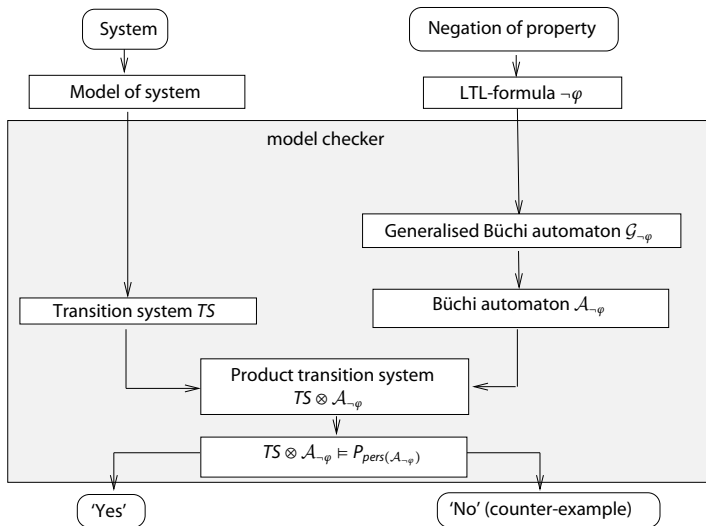 System
Negation of property
Model of system
LTL-formula ¬φ
model checker
Generalised Büchi automaton 𝒢¬φ
Transition system TS
Büchi automaton 𝒜¬φ
Product transition system
TS ⊗ 𝒜¬φ
TS ⊗ 𝒜¬φ ⊨ Ppers(𝒜¬φ)
‘Yes’
‘No’ (counter-example)